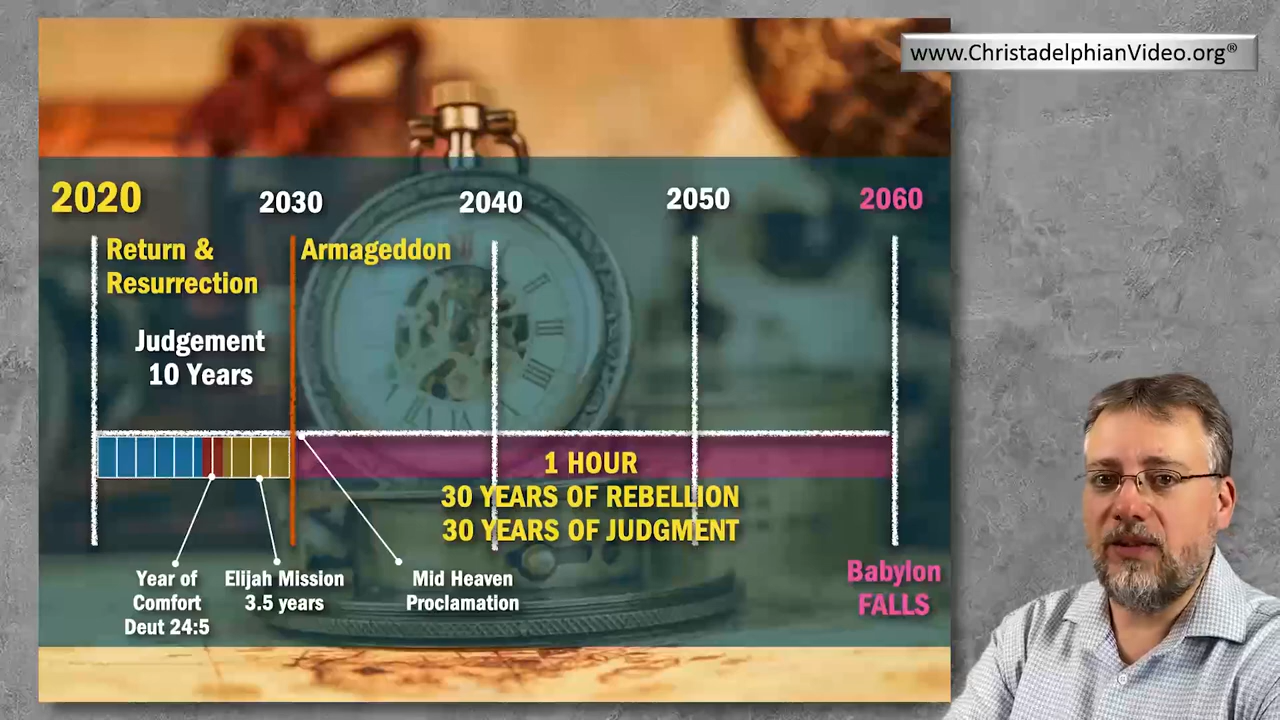 www.ChristadelphianVideo.org®
2020
2030
2040
2050
2060
Return &
Resurrection
Armageddon
Judgement
10 Years
1 HOUR
30 YEARS OF REBELLION
30 YEARS OF JUDGMENT
Year of
Comfort
Deut 24:5
Elijah Mission
3.5 years
Mid Heaven
Proclamation
Babylon
FALLS